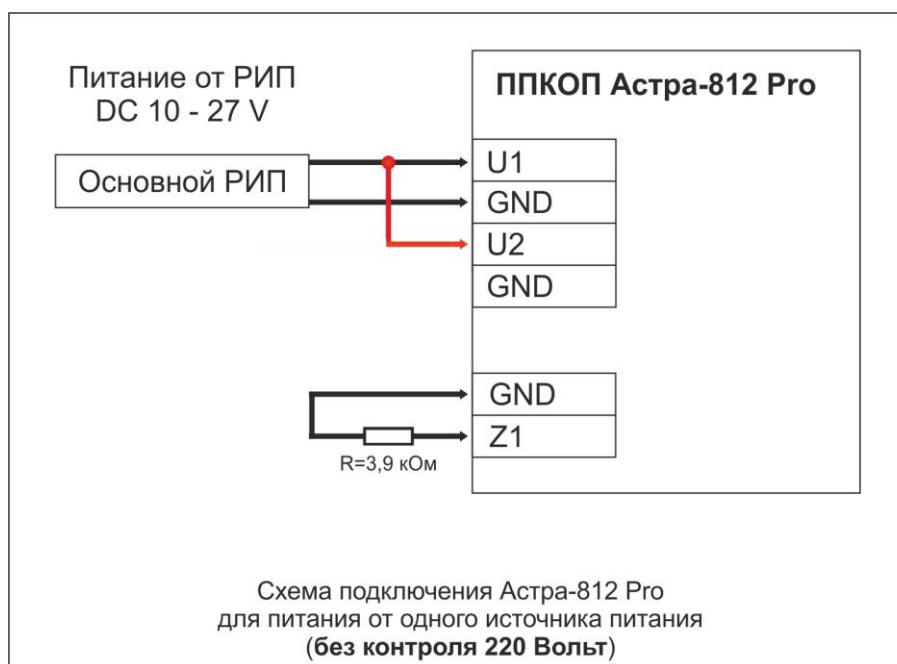 Питание от РИП
DC 10 - 27 V
Основной РИП
ППКОП Астра-812 Pro
U1
GND
U2
GND
GND
Z1
R=3,9 кОм
Схема подключения Астра-812 Pro
для питания от одного источника питания
(без контроля 220 Вольт)